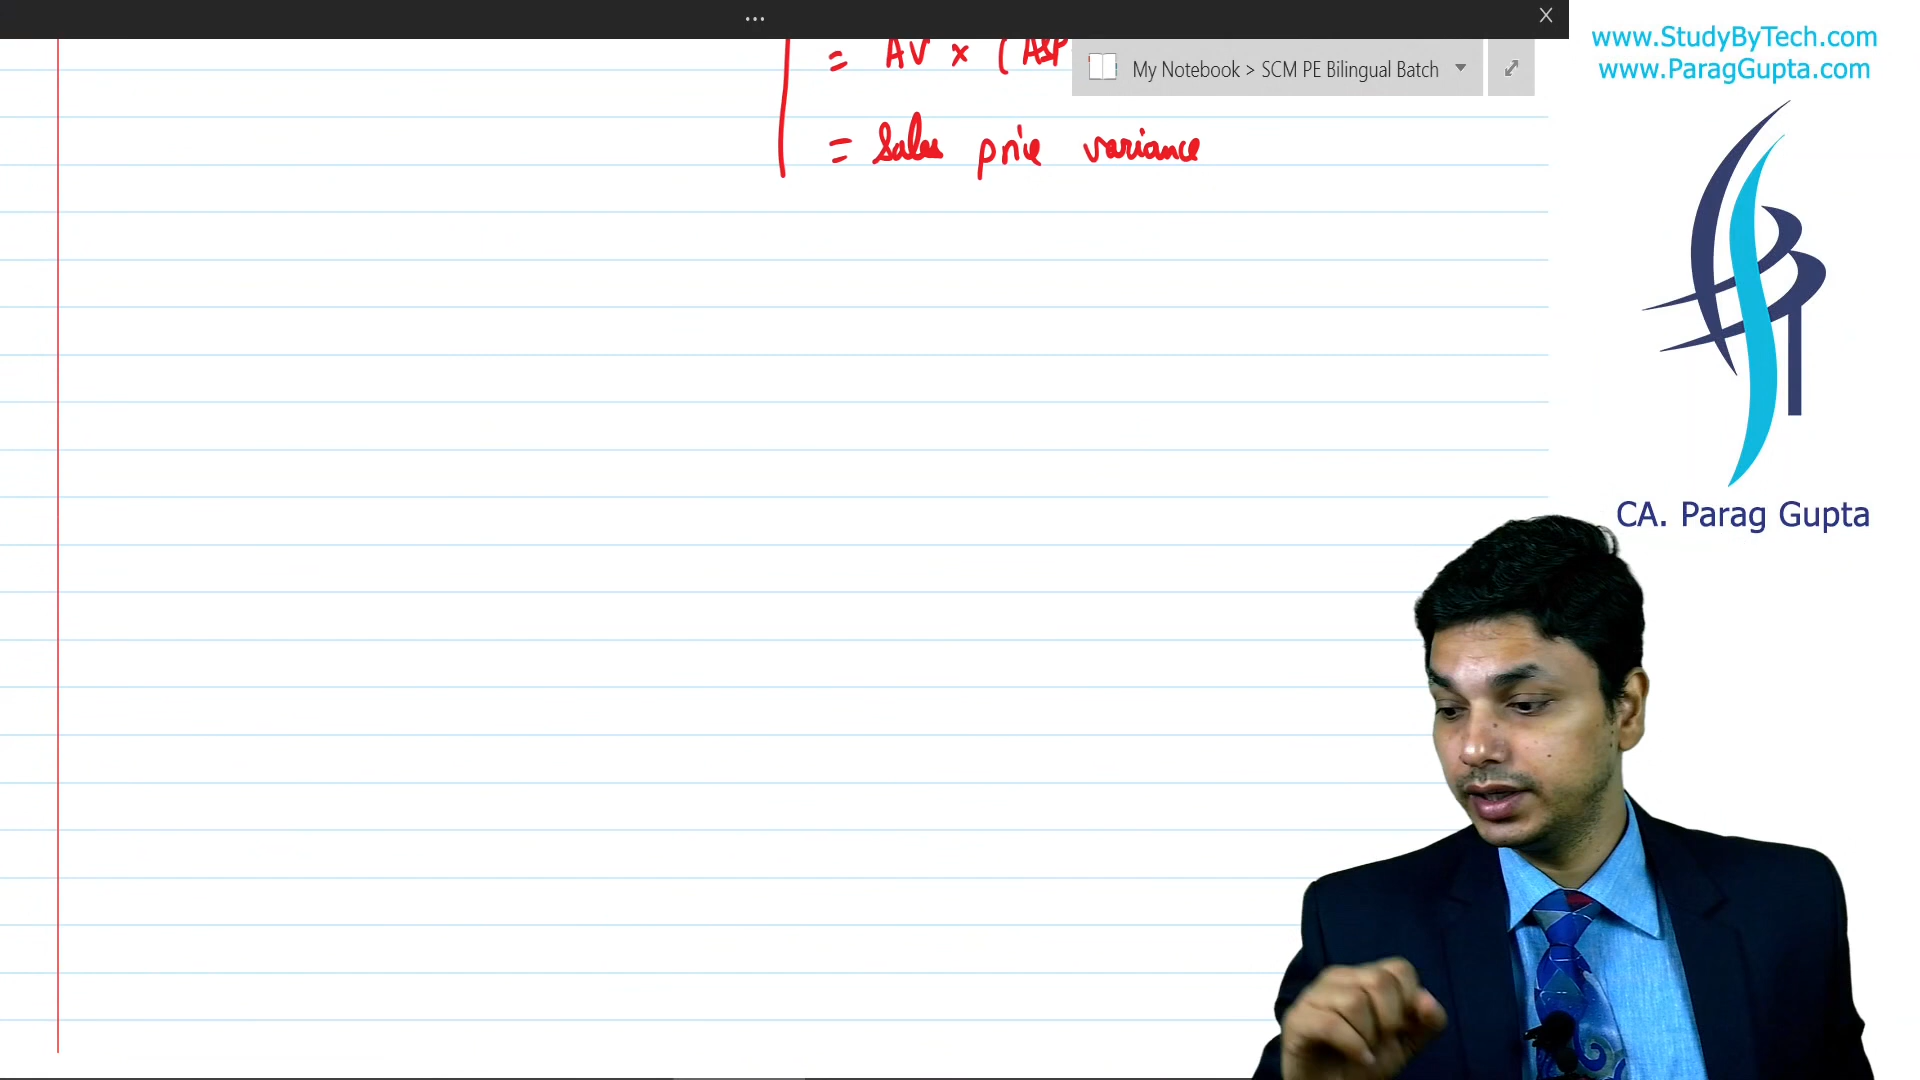 ...
X
www.StudyByTech.com
www.ParagGupta.com
= AV × ( ASP
My Notebook > SCM PE Bilingual Batch
= Sales price variance
CA. Parag Gupta